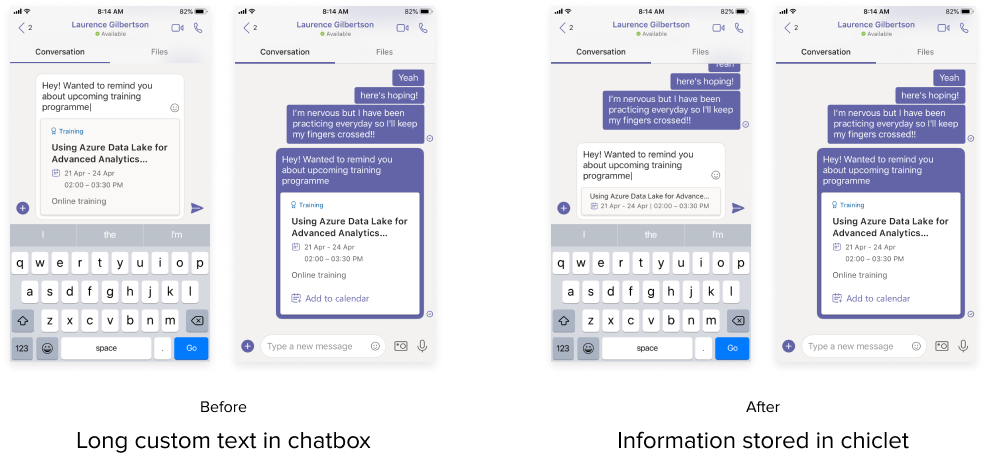 8:14 AM 82%
2 Laurence Gilbertson
Available
Conversation Files
Hey! Wanted to remind you
about upcoming training
programme
Training
Using Azure Data Lake for
Advanced Analytics...
21 Apr - 24 Apr
02:00 – 03:30 PM
Online training
I the I'm
q w e r t y u i o p
a s d f g h j k l
z x c v b n m
123 space . Go
8:14 AM 82%
2 Laurence Gilbertson
Available
Conversation Files
Yeah
here's hoping!
I'm nervous but I have been
practicing everyday so I'll keep
my fingers crossed!!
Hey! Wanted to remind you
about upcoming training
programme
Training
Using Azure Data Lake for
Advanced Analytics...
21 Apr - 24 Apr
02:00 – 03:30 PM
Online training
Add to calendar
Type a new message
Before
Long custom text in chatbox
8:14 AM 82%
2 Laurence Gilbertson
Available
Conversation Files
Yeah
here's hoping!
I'm nervous but I have been
practicing everyday so I'll keep
my fingers crossed!!
Hey! Wanted to remind you
about upcoming training
programme
Using Azure Data Lake for Advance...
21 Apr - 24 Apr | 02:00 – 03:30 PM
I the I'm
q w e r t y u i o p
a s d f g h j k l
z x c v b n m
123 space . Go
8:14 AM 82%
2 Laurence Gilbertson
Available
Conversation Files
Yeah
here's hoping!
I'm nervous but I have been
practicing everyday so I'll keep
my fingers crossed!!
Hey! Wanted to remind you
about upcoming training
programme
Training
Using Azure Data Lake for
Advanced Analytics...
21 Apr - 24 Apr
02:00 – 03:30 PM
Online training
Add to calendar
Type a new message
After
Information stored in chiclet